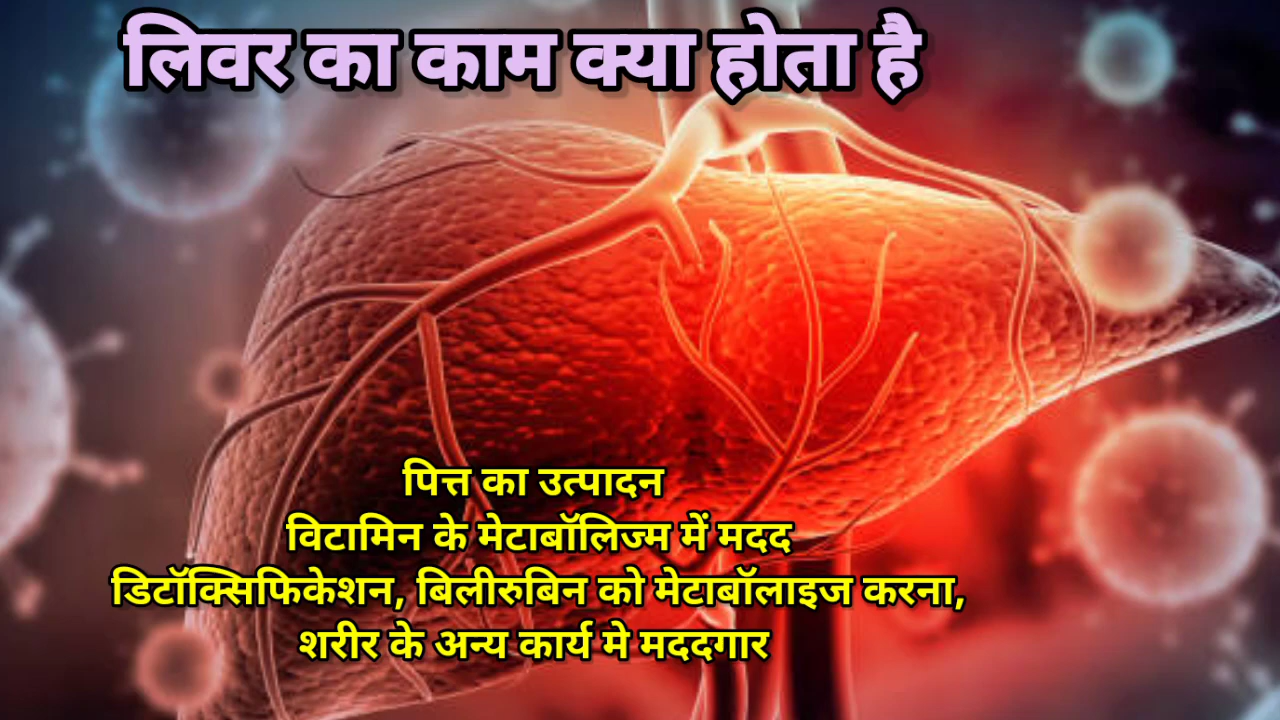 लिवर का काम क्या होता है
पित्त का उत्पादन
विटामिन के मेटाबॉलिज्म में मदद
डिटॉक्सिफिकेशन, बिलीरुबिन को मेटाबॉलाइज करना,
शरीर के अन्य कार्य मे मददगार